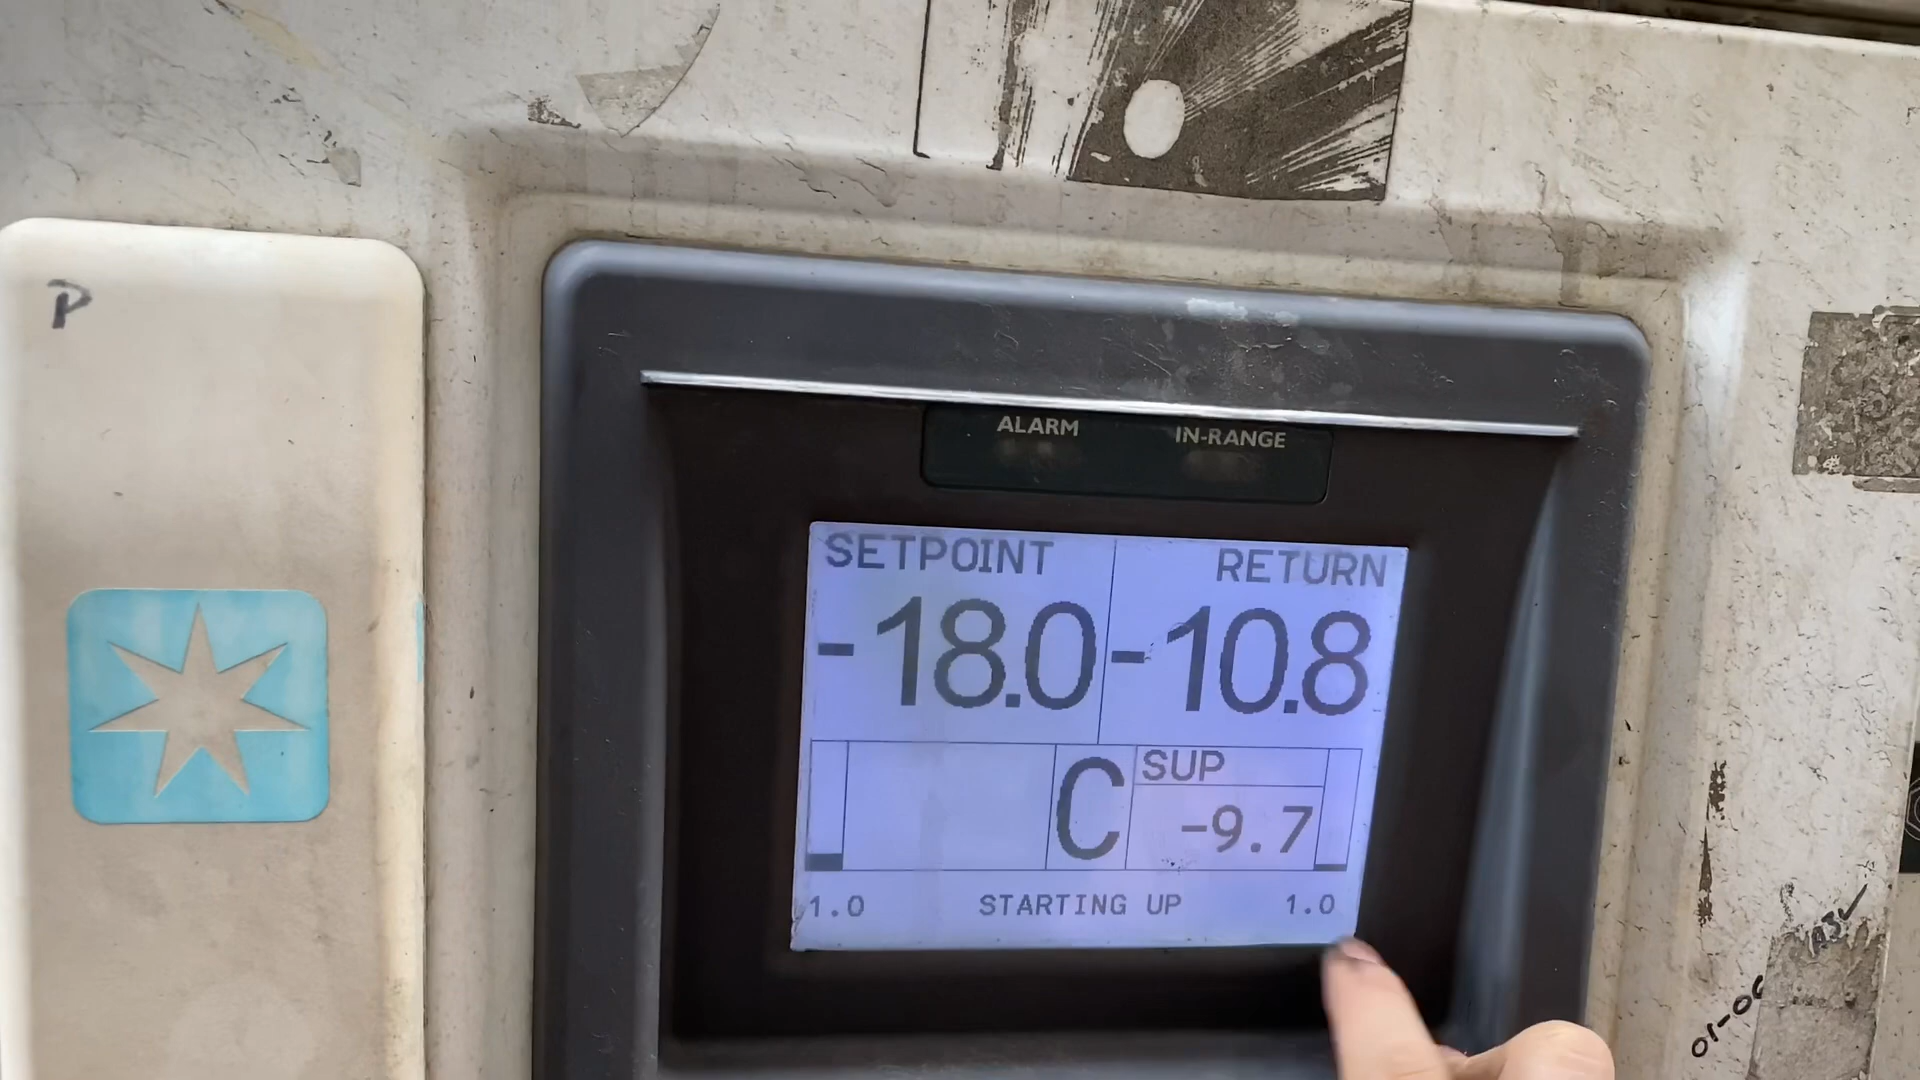 P
ALARM IN-RANGE
SETPOINT RETURN
-18.0 -10.8
C SUP
-9.7
1.0 STARTING UP 1.0